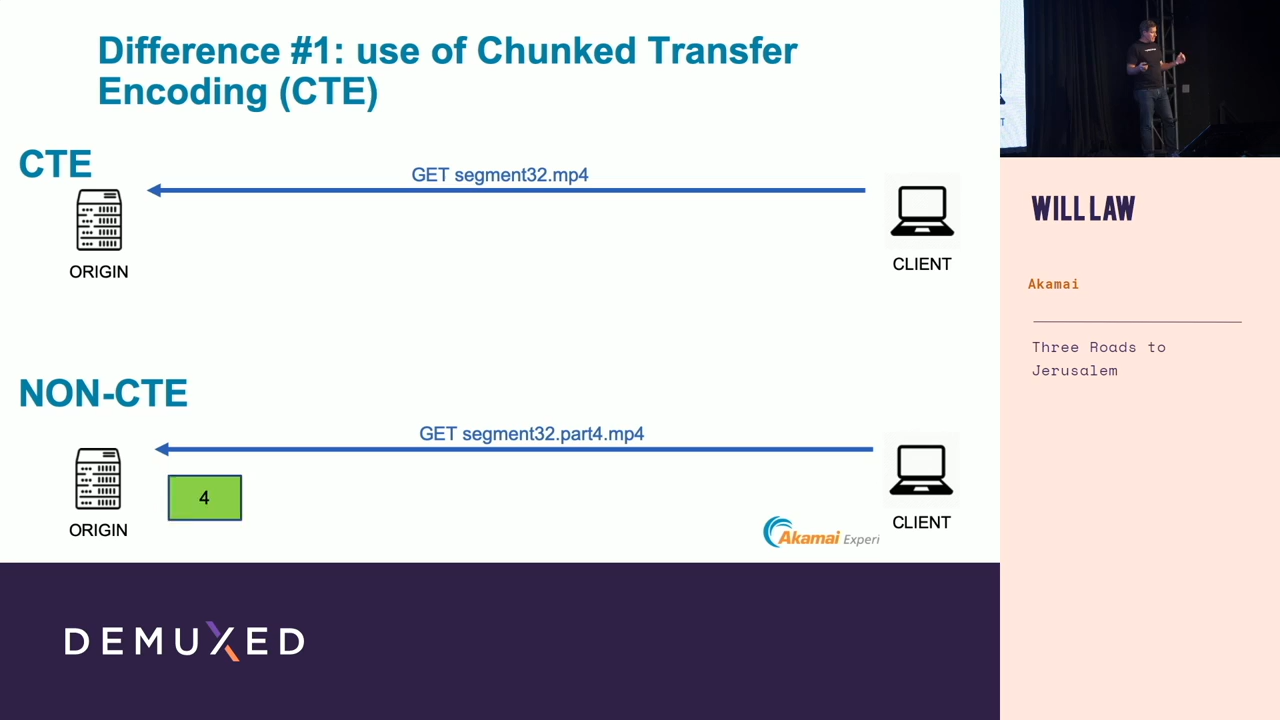 Difference #1: use of Chunked Transfer
Encoding (CTE)
CTE
GET segment32.mp4
ORIGIN
CLIENT
NON-CTE
GET segment32.part4.mp4
4
ORIGIN
CLIENT
Akamai Experi
DEMUXED
WILL LAW
Akamai
Three Roads to
Jerusalem